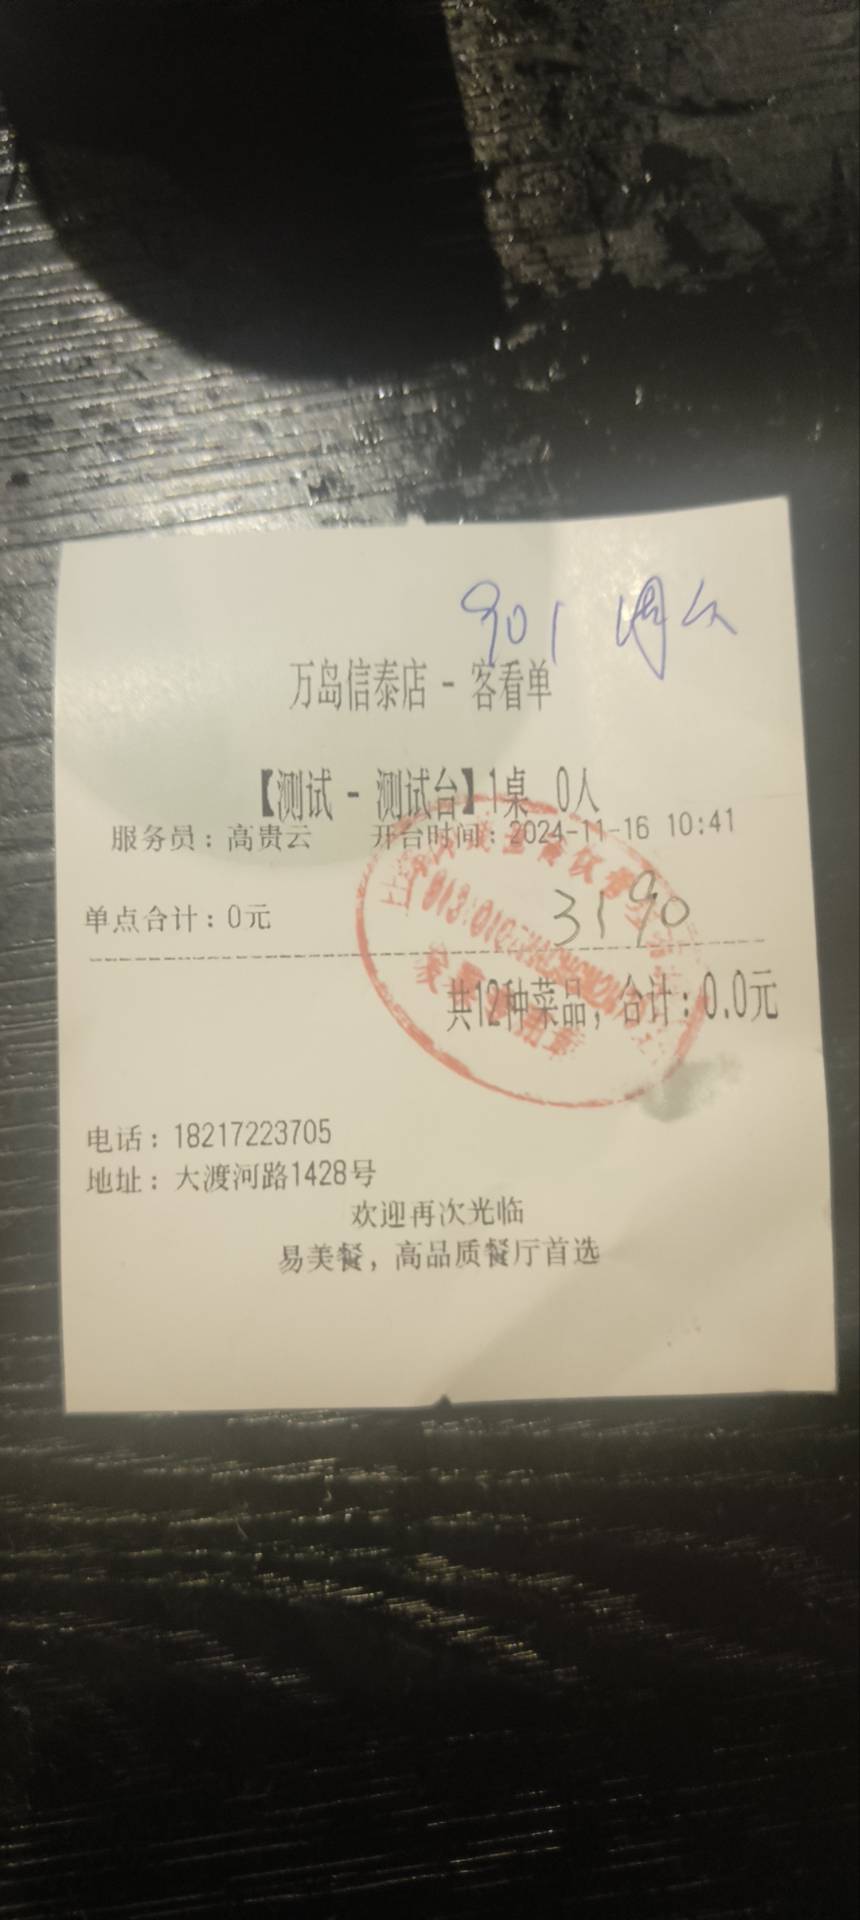 901
万岛信泰店 - 客看单
【测试 - 测试台】1桌 0人
服务员：高贵云 开台时间：2024-11-16 10:41
单点合计：0元
3190
共12种菜品，合计：0.0元
电话：18217223705
地址：大渡河路1428号
欢迎再次光临
易美餐，高品质餐厅首选